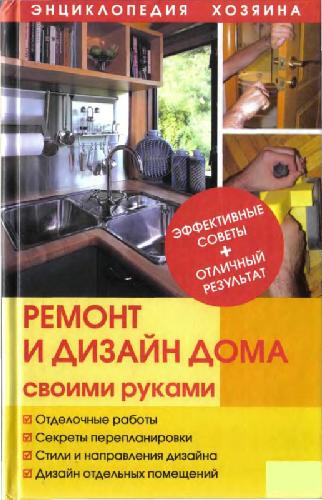 ЭНЦИКЛОПЕДИЯ ХОЗЯИНА
ЭФФЕКТИВНЫЕ
СОВЕТЫ
+
ОТЛИЧНЫЙ
РЕЗУЛЬТАТ
РЕМОНТ
И ДИЗАЙН ДОМА
СВОИМИ РУКАМИ
Отделочные работы
Секреты перепланировки
Стили и направления дизайна
Дизайн отдельных помещений